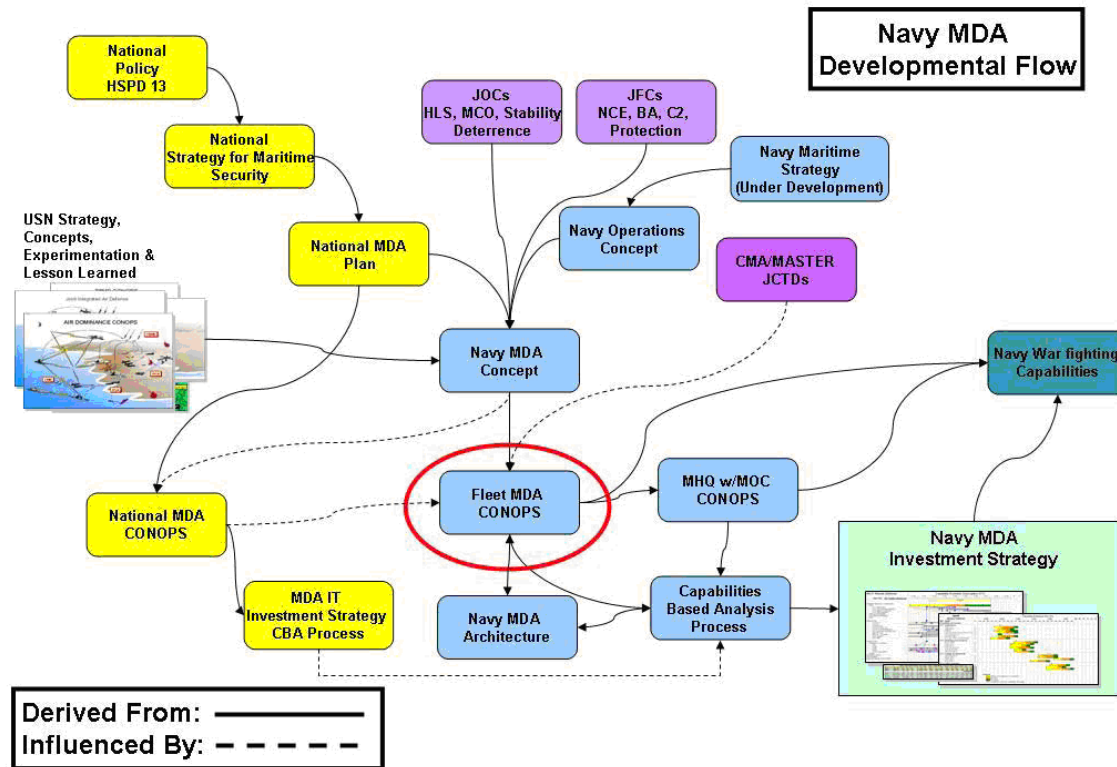 Navy MDA
Developmental Flow
National
Policy
HSPD 13
JOCs
HLS, MCO, Stability
Deterrence
JFCs
NCE, BA, C2,
Protection
National
Strategy for Maritime
Security
Navy Maritime
Strategy
(Under Development)
USN Strategy,
Concepts,
Experimentation &
Lesson Learned
National MDA
Plan
Navy Operations
Concept
CMA/MASTER
JCTDs
AIR DOMINANCE CONOPS
Navy MDA
Concept
Navy War fighting
Capabilities
National MDA
CONOPS
Fleet MDA
CONOPS
MHQ w/MOC
CONOPS
Navy MDA
Investment Strategy
MDA IT
Investment Strategy
CBA Process
Navy MDA
Architecture
Capabilities
Based Analysis
Process
Derived From:
Influenced By: